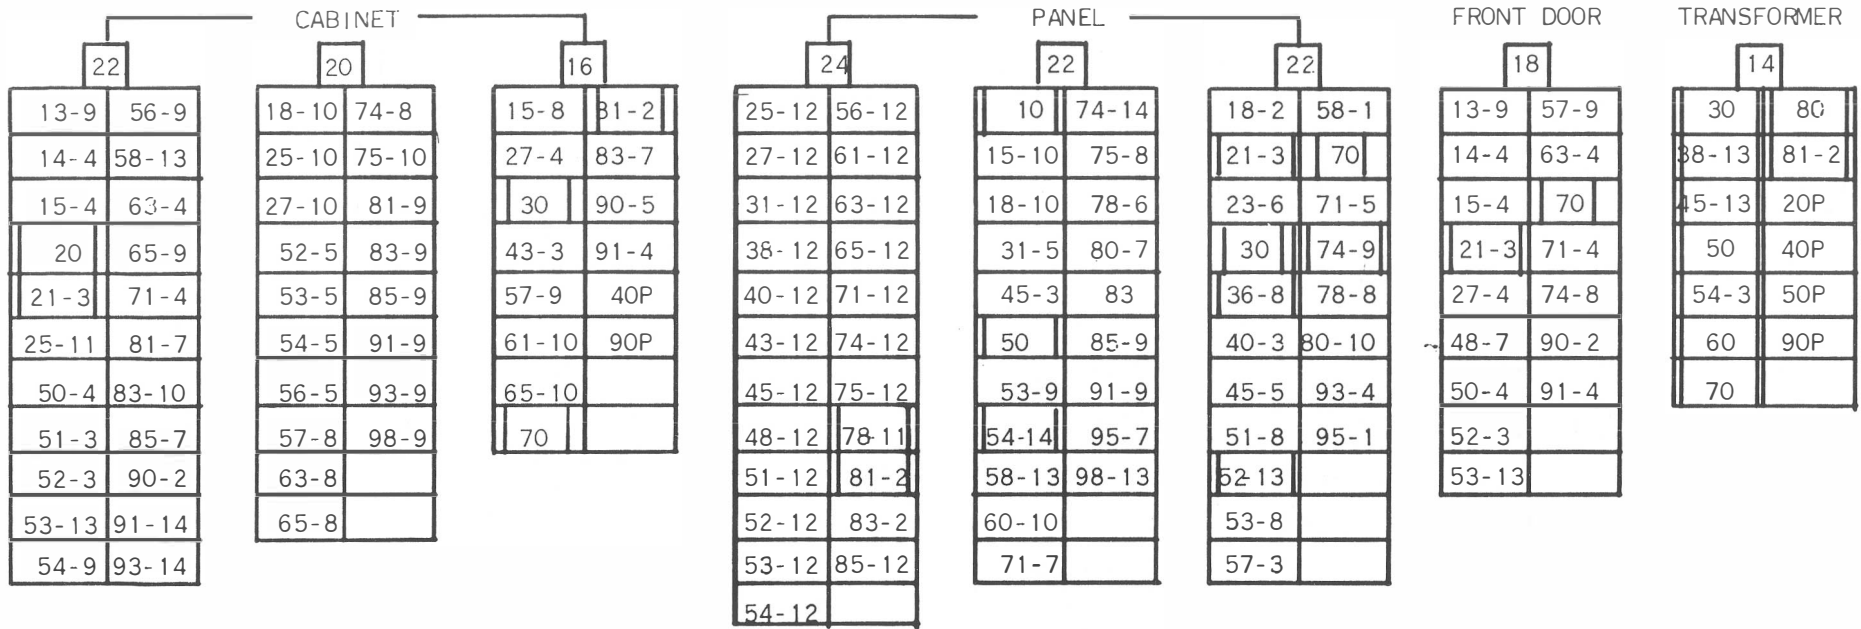 CABINET PANEL FRONT DOOR TRANSFORMER
22 20 16 24 22 22 18 14
13-9 56-9 18-10 74-8 15-8 81-2 25-12 56-12 10 74-14 18-2 58-1 13-9 57-9 30 80
14-4 58-13 25-10 75-10 27-4 83-7 27-12 61-12 15-10 75-8 21-3 70 14-4 63-4 38-13 81-2
15-4 63-4 27-10 81-9 30 90-5 31-12 63-12 18-10 78-6 23-6 71-5 15-4 70 45-13 20P
20 65-9 52-5 83-9 43-3 91-4 38-12 65-12 31-5 80-7 30 74-9 21-3 71-4 50 40P
21-3 71-4 53-5 85-9 57-9 40P 40-12 71-12 45-3 83 36-8 78-8 27-4 74-8 54-3 50P
25-11 81-7 54-5 91-9 61-10 90P 43-12 74-12 50 85-9 40-3 80-10 48-7 90-2 60 90P
50-4 83-10 56-5 93-9 65-10 45-12 75-12 53-9 91-9 45-5 93-4 50-4 91-4 70
51-3 85-7 57-8 98-9 70 48-12 78-11 54-14 95-7 51-8 95-1 52-3
52-3 90-2 63-8 51-12 81-2 58-13 98-13 52-13 53-13
53-13 91-14 65-8 52-12 83-2 60-10 53-8
54-9 93-14 53-12 85-12 71-7 57-3
54-12